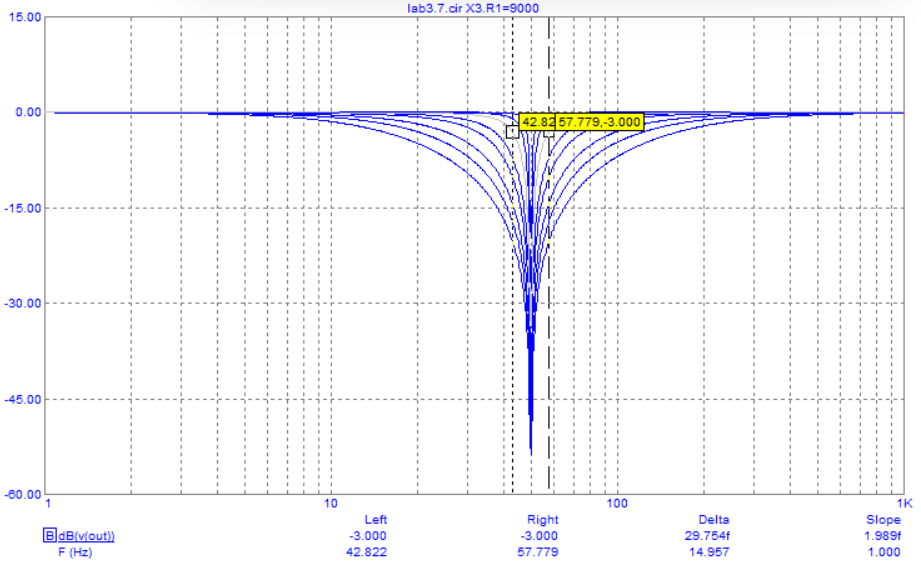 lab3.7.cir X3.R1=9000
15.00
0.00
42.82 57.779,-3.000
-15.00
-30.00
-45.00
-60.00
1 10 100 1K
Left Right Delta Slope
B dB(v(out)) -3.000 -3.000 29.754f 1.989f
F (Hz) 42.822 57.779 14.957 1.000